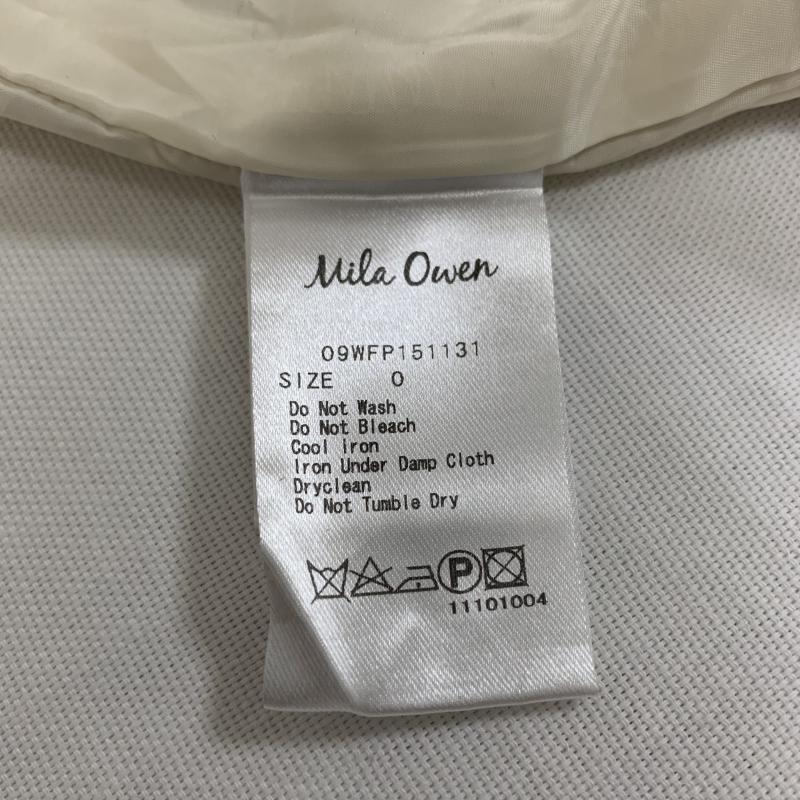 Mila Owen
09WFP151131
SIZE 0
Do Not Wash
Do Not Bleach
Cool Iron
Iron Under Damp Cloth
Dryclean
Do Not Tumble Dry
P
11101004